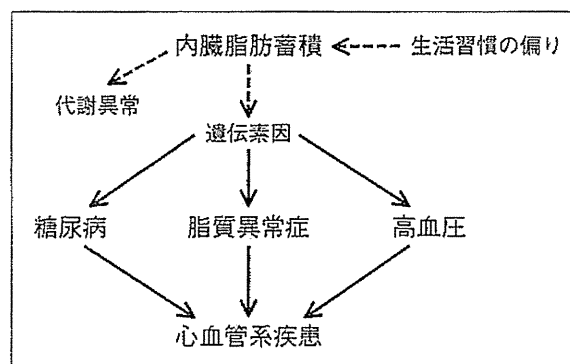 内臓脂肪蓄積
生活習慣の偏り
代謝異常
遺伝素因
糖尿病
脂質異常症
高血圧
心血管系疾患